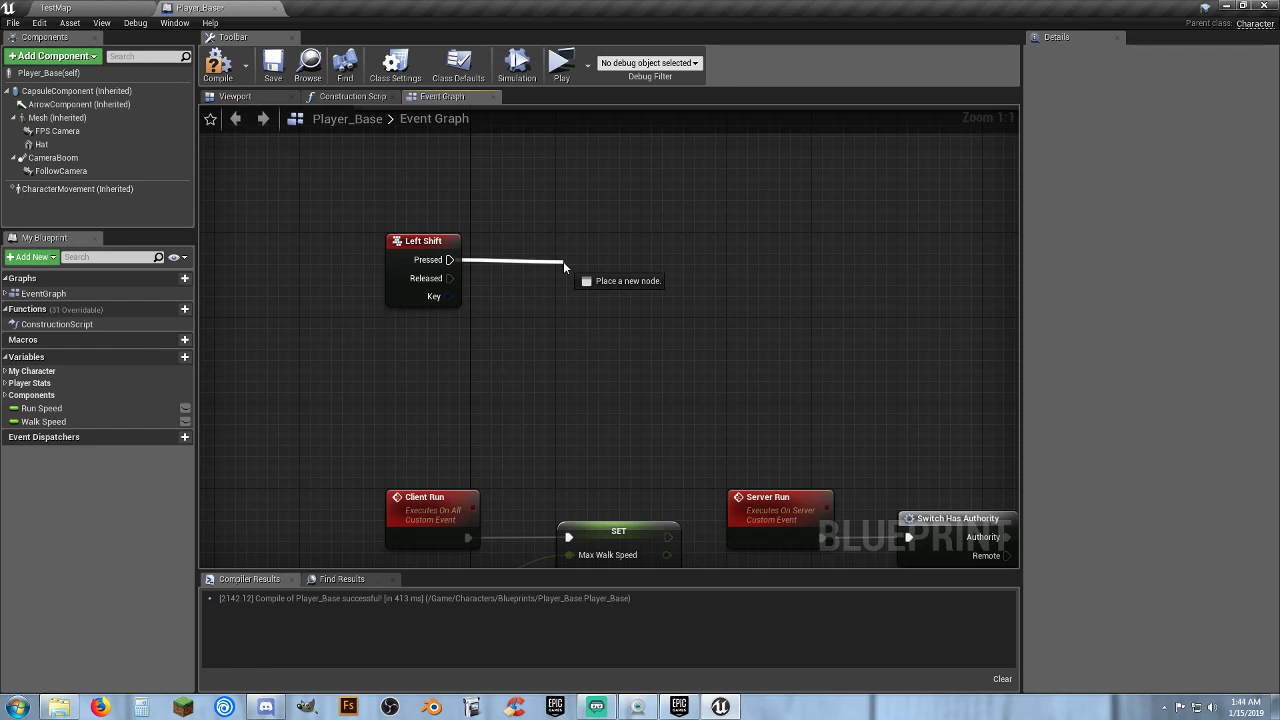 TestMap
Player_Base*
File Edit Asset View Debug Window Help
Parent class: Character
Components
Toolbar
Details
+Add Component
Search
Compile Save Browse Find Class Settings Class Defaults Simulation Play
No debug object selected
Debug Filter
Player_Base(self)
CapsuleComponent (Inherited)
ArrowComponent (Inherited)
Mesh (Inherited)
FPS Camera
Hat
CameraBoom
FollowCamera
CharacterMovement (Inherited)
Viewport
Construction Scrip
Event Graph
Player_Base > Event Graph
Zoom 1:1
My Blueprint
+Add New
Search
Graphs
EventGraph
Functions (31 Overridable)
ConstructionScript
Macros
Variables
My Character
Player Stats
Components
Run Speed
Walk Speed
Event Dispatchers
Left Shift
Pressed
Released
Key
Place a new node.
Client Run
Executes On All
Custom Event
SET
Max Walk Speed
Server Run
Executes On Server
Custom Event
Switch Has Authority
Authority
Remote
BLUEPRINT
Compiler Results
Find Results
[2142.12] Compile of Player_Base successful! [in 413 ms] (/Game/Characters/Blueprints/Player_Base.Player_Base)
Clear
Fs
EPIC GAMES
EPIC GAMES
1:44 AM
1/15/2019